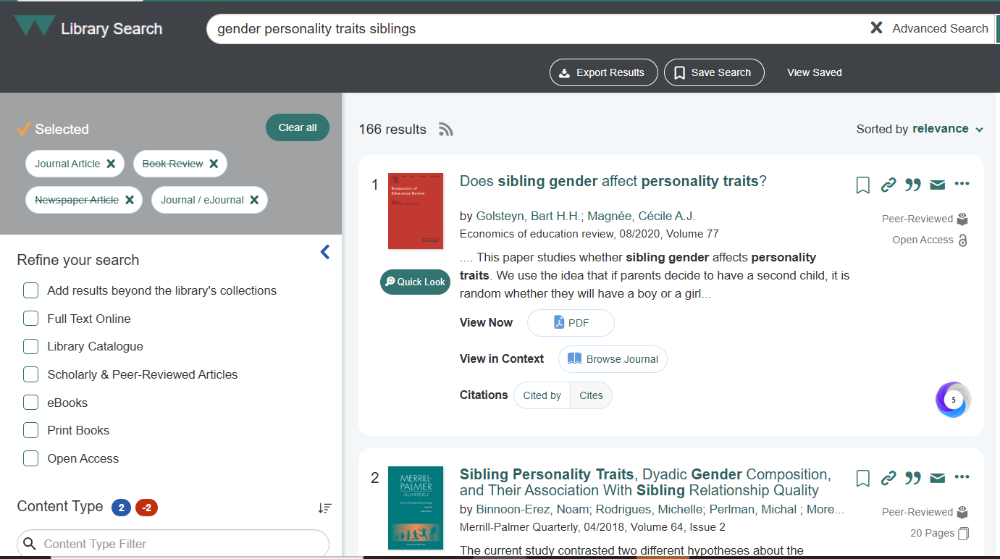 Library Search
gender personality traits siblings
Advanced Search
Export Results
Save Search
View Saved
Selected
Clear all
Journal Article
Book Review
Newspaper Article
Journal / eJournal
Refine your search
Add results beyond the library's collections
Full Text Online
Library Catalogue
Scholarly & Peer-Reviewed Articles
eBooks
Print Books
Open Access
Content Type 2 -2
Content Type Filter
166 results
Sorted by relevance
1
Economics of
Education Review
Quick Look
Does sibling gender affect personality traits?
by Golsteyn, Bart H.H.; Magnée, Cécile A.J.
Economics of education review, 08/2020, Volume 77
Peer-Reviewed
Open Access
.... This paper studies whether sibling gender affects personality
traits. We use the idea that if parents decide to have a second child, it is
random whether they will have a boy or a girl...
View Now PDF
View in Context Browse Journal
Citations Cited by Cites
5
2
MERRILL-
PALMER
QUARTERLY
Sibling Personality Traits, Dyadic Gender Composition,
and Their Association With Sibling Relationship Quality
by Binnoon-Erez, Noam; Rodrigues, Michelle; Perlman, Michal ; More...
Merrill-Palmer Quarterly, 04/2018, Volume 64, Issue 2
Peer-Reviewed
20 Pages
The current study contrasted two different hypotheses about the